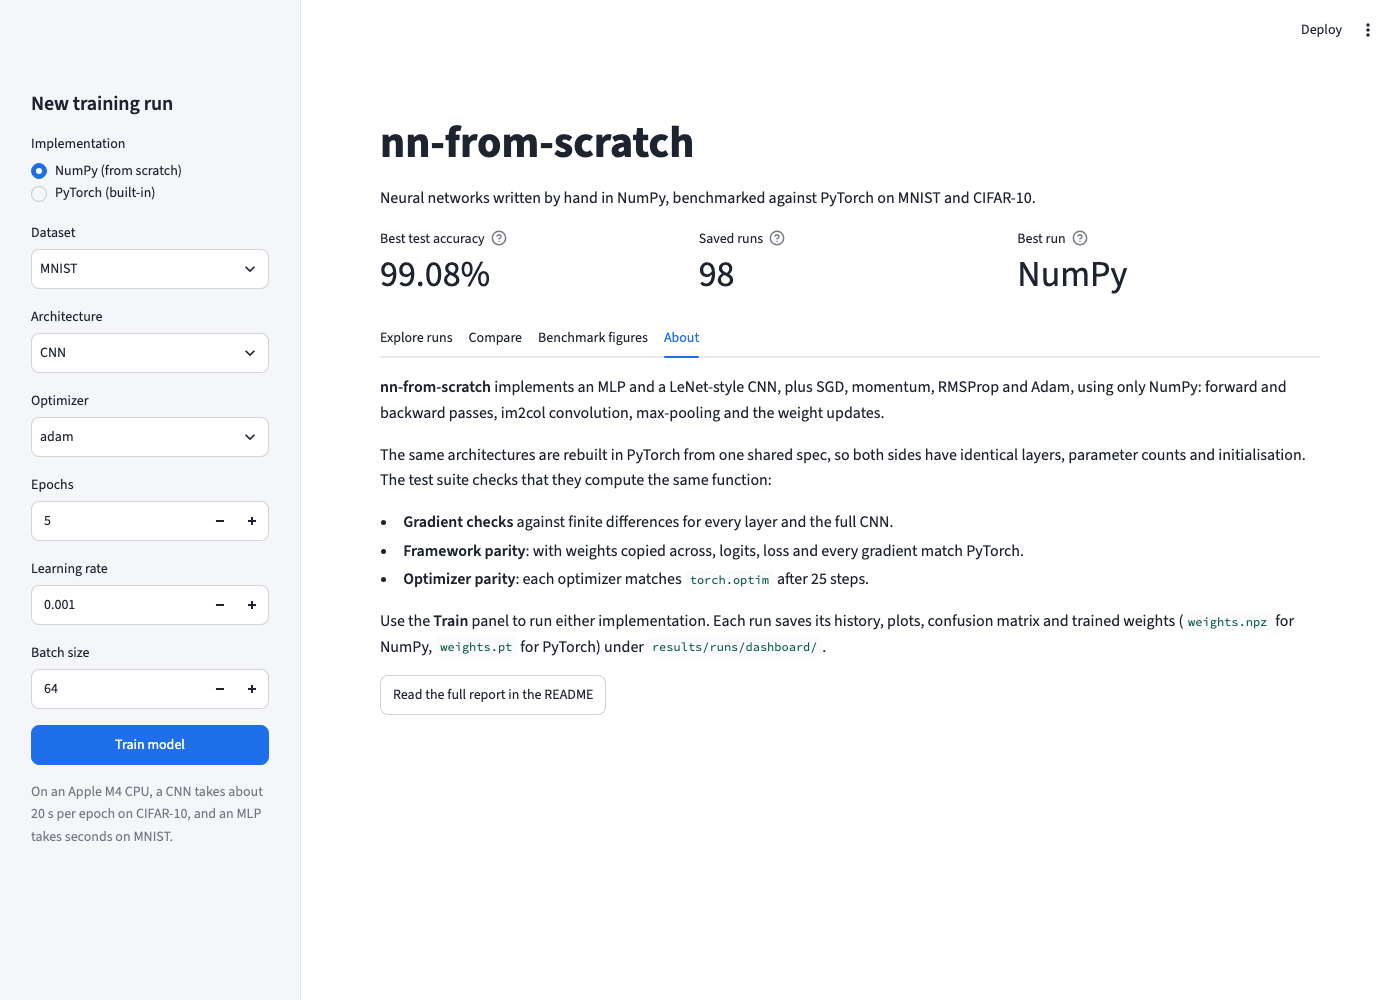 Deploy
New training run
Implementation
NumPy (from scratch)
PyTorch (built-in)
Dataset
MNIST
Architecture
CNN
Optimizer
adam
Epochs
5
Learning rate
0.001
Batch size
64
Train model
On an Apple M4 CPU, a CNN takes about
20 s per epoch on CIFAR-10, and an MLP
takes seconds on MNIST.
nn-from-scratch
Neural networks written by hand in NumPy, benchmarked against PyTorch on MNIST and CIFAR-10.
Best test accuracy
99.08%
Saved runs
98
Best run
NumPy
Explore runs Compare Benchmark figures About
nn-from-scratch implements an MLP and a LeNet-style CNN, plus SGD, momentum, RMSProp and Adam, using only NumPy: forward and
backward passes, im2col convolution, max-pooling and the weight updates.
The same architectures are rebuilt in PyTorch from one shared spec, so both sides have identical layers, parameter counts and initialisation.
The test suite checks that they compute the same function:
• Gradient checks against finite differences for every layer and the full CNN.
• Framework parity: with weights copied across, logits, loss and every gradient match PyTorch.
• Optimizer parity: each optimizer matches torch.optim after 25 steps.
Use the Train panel to run either implementation. Each run saves its history, plots, confusion matrix and trained weights ( weights.npz for
NumPy, weights.pt for PyTorch) under results/runs/dashboard/ .
Read the full report in the README